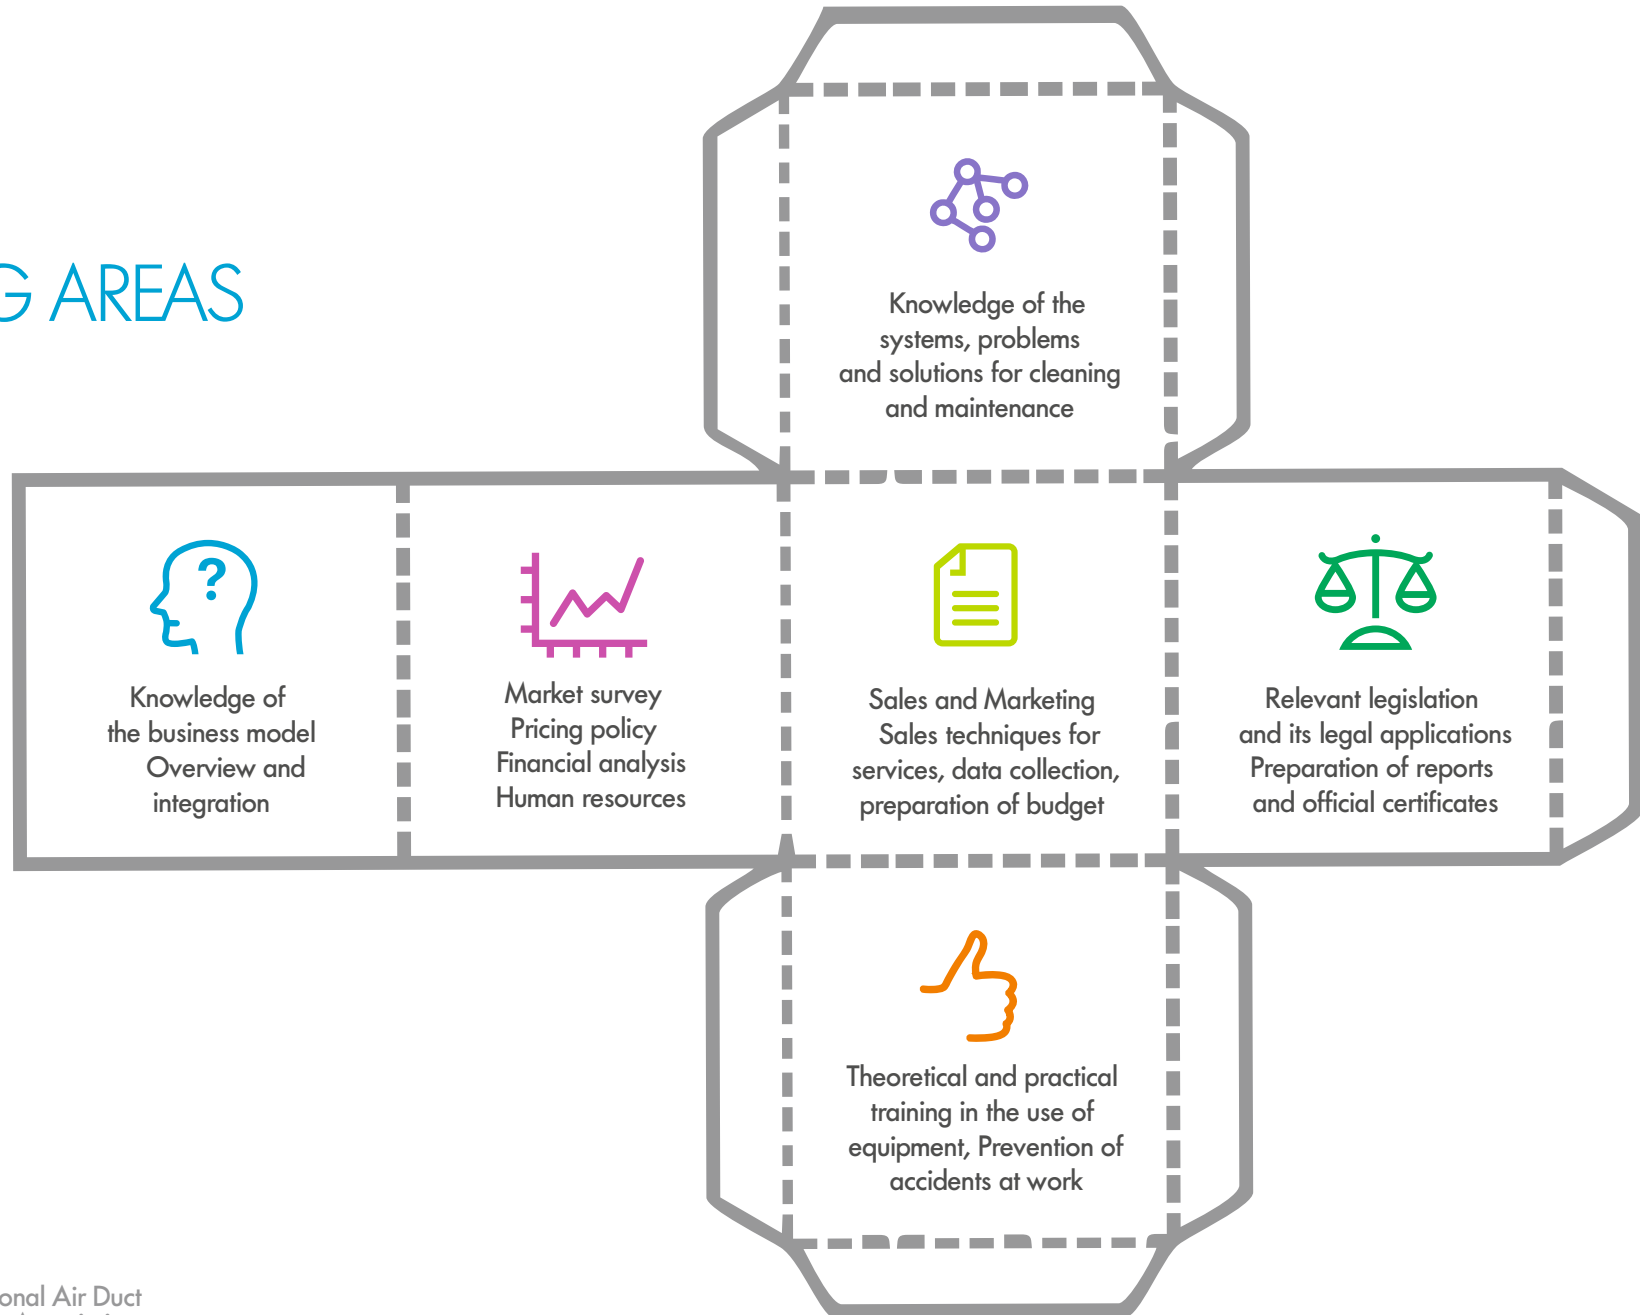 G AREAS
Knowledge of the
systems, problems
and solutions for cleaning
and maintenance
?
Knowledge of
the business model
Overview and
integration
Market survey
Pricing policy
Financial analysis
Human resources
Sales and Marketing
Sales techniques for
services, data collection,
preparation of budget
Relevant legislation
and its legal applications
Preparation of reports
and official certificates
Theoretical and practical
training in the use of
equipment, Prevention of
accidents at work
onal Air Duct